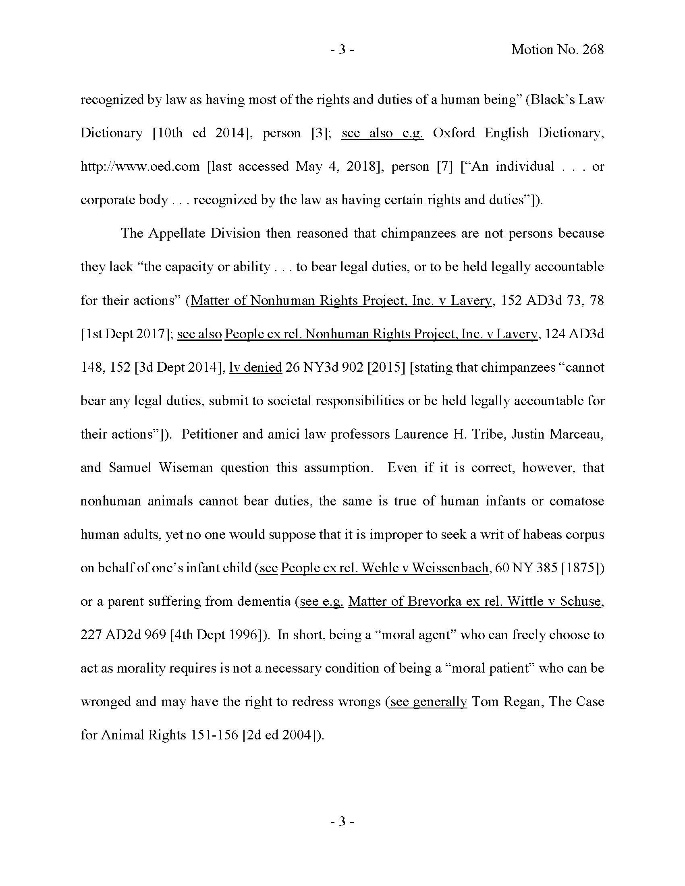 - 3 - Motion No. 268
recognized by law as having most of the rights and duties of a human being” (Black’s Law
Dictionary [10th ed 2014], person [3]; see also e.g. Oxford English Dictionary,
http://www.oed.com [last accessed May 4, 2018], person [7] [“An individual . . . or
corporate body . . . recognized by the law as having certain rights and duties”]).
The Appellate Division then reasoned that chimpanzees are not persons because
they lack “the capacity or ability . . . to bear legal duties, or to be held legally accountable
for their actions” (Matter of Nonhuman Rights Project, Inc. v Lavery, 152 AD3d 73, 78
[1st Dept 2017]; see also People ex rel. Nonhuman Rights Project, Inc. v Lavery, 124 AD3d
148, 152 [3d Dept 2014], lv denied 26 NY3d 902 [2015] [stating that chimpanzees “cannot
bear any legal duties, submit to societal responsibilities or be held legally accountable for
their actions”]). Petitioner and amici law professors Laurence H. Tribe, Justin Marceau,
and Samuel Wiseman question this assumption. Even if it is correct, however, that
nonhuman animals cannot bear duties, the same is true of human infants or comatose
human adults, yet no one would suppose that it is improper to seek a writ of habeas corpus
on behalf of one’s infant child (see People ex rel. Wehle v Weissenbach, 60 NY 385 [1875])
or a parent suffering from dementia (see e.g. Matter of Brevorka ex rel. Wittle v Schuse,
227 AD2d 969 [4th Dept 1996]). In short, being a “moral agent” who can freely choose to
act as morality requires is not a necessary condition of being a “moral patient” who can be
wronged and may have the right to redress wrongs (see generally Tom Regan, The Case
for Animal Rights 151-156 [2d ed 2004]).
- 3 -